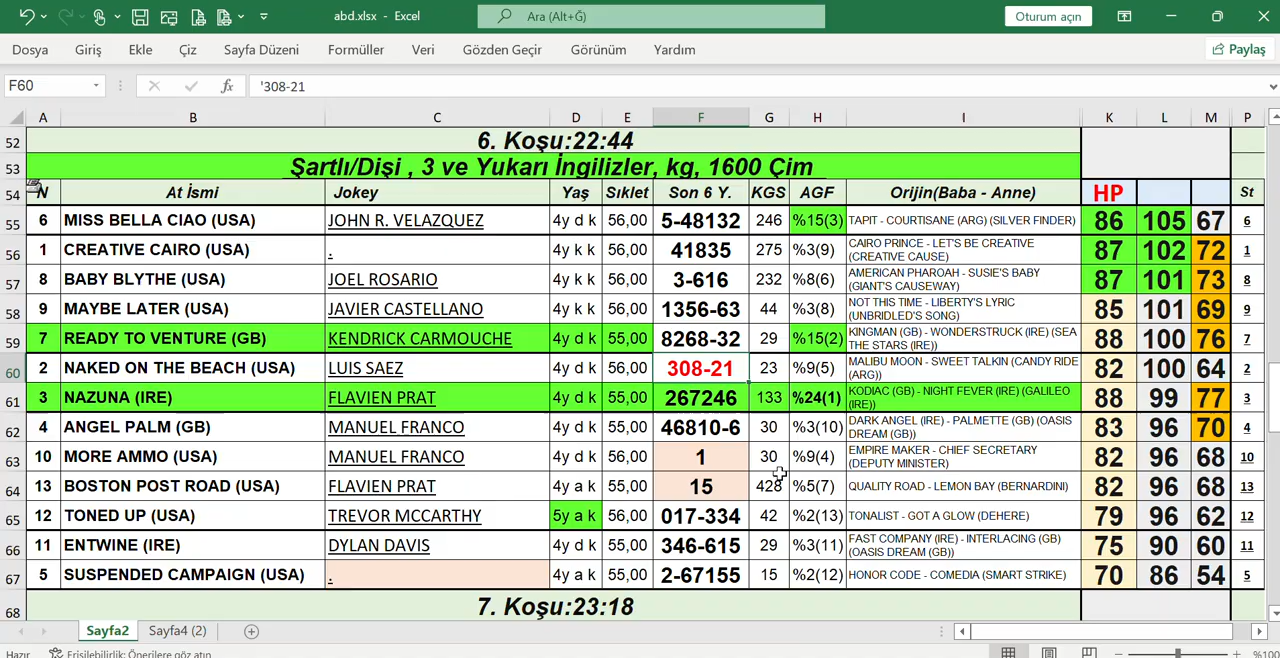 abd.xlsx - Excel
Ara (Alt+Ğ)
Oturum açın
Dosya Giriş Ekle Çiz Sayfa Düzeni Formüller Veri Gözden Geçir Görünüm Yardım Paylaş
F60 fx '308-21
A B C D E F G H I K L M P
52 6. Koşu:22:44
53 Şartlı/Dişi , 3 ve Yukarı İngilizler, kg, 1600 Çim
54 N At İsmi Jokey Yaş Sıklet Son 6 Y. KGS AGF Orijin(Baba - Anne) HP St
55 6 MISS BELLA CIAO (USA) JOHN R. VELAZQUEZ 4y d k 56,00 5-48132 246 %15(3) TAPIT - COURTISANE (ARG) (SILVER FINDER) 86 105 67 6
56 1 CREATIVE CAIRO (USA) . 4y k k 56,00 41835 275 %3(9) CAIRO PRINCE - LET'S BE CREATIVE (CREATIVE CAUSE) 87 102 72 1
57 8 BABY BLYTHE (USA) JOEL ROSARIO 4y k k 56,00 3-616 232 %8(6) AMERICAN PHAROAH - SUSIE'S BABY (GIANT'S CAUSEWAY) 87 101 73 8
58 9 MAYBE LATER (USA) JAVIER CASTELLANO 4y k k 56,00 1356-63 44 %3(8) NOT THIS TIME - LIBERTY'S LYRIC (UNBRIDLED'S SONG) 85 101 69 9
59 7 READY TO VENTURE (GB) KENDRICK CARMOUCHE 4y d k 55,00 8268-32 29 %15(2) KINGMAN (GB) - WONDERSTRUCK (IRE) (SEA THE STARS (IRE)) 88 100 76 7
60 2 NAKED ON THE BEACH (USA) LUIS SAEZ 4y d k 56,00 308-21 23 %9(5) MALIBU MOON - SWEET TALKIN (CANDY RIDE (ARG)) 82 100 64 2
61 3 NAZUNA (IRE) FLAVIEN PRAT 4y d k 55,00 267246 133 %24(1) KODIAC (GB) - NIGHT FEVER (IRE) (GALILEO (IRE)) 88 99 77 3
62 4 ANGEL PALM (GB) MANUEL FRANCO 4y d k 55,00 46810-6 30 %3(10) DARK ANGEL (IRE) - PALMETTE (GB) (OASIS DREAM (GB)) 83 96 70 4
63 10 MORE AMMO (USA) MANUEL FRANCO 4y d k 56,00 1 30 %9(4) EMPIRE MAKER - CHIEF SECRETARY (DEPUTY MINISTER) 82 96 68 10
64 13 BOSTON POST ROAD (USA) FLAVIEN PRAT 4y a k 55,00 15 428 %5(7) QUALITY ROAD - LEMON BAY (BERNARDINI) 82 96 68 13
65 12 TONED UP (USA) TREVOR MCCARTHY 5y a k 56,00 017-334 42 %2(13) TONALIST - GOT A GLOW (DEHERE) 79 96 62 12
66 11 ENTWINE (IRE) DYLAN DAVIS 4y d k 55,00 346-615 29 %3(11) FAST COMPANY (IRE) - INTERLACING (GB) (OASIS DREAM (GB)) 75 90 60 11
67 5 SUSPENDED CAMPAIGN (USA) . 4y a k 55,00 2-67155 15 %2(12) HONOR CODE - COMEDIA (SMART STRIKE) 70 86 54 5
68 7. Koşu:23:18
Sayfa2 Sayfa4 (2)
Hazır Erişilebilirlik: Önerilere göz atın %100